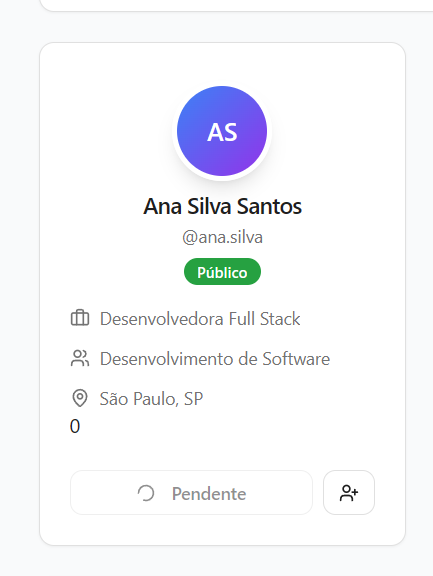 AS
Ana Silva Santos
@ana.silva
Público
Desenvolvedora Full Stack
Desenvolvimento de Software
São Paulo, SP
0
Pendente